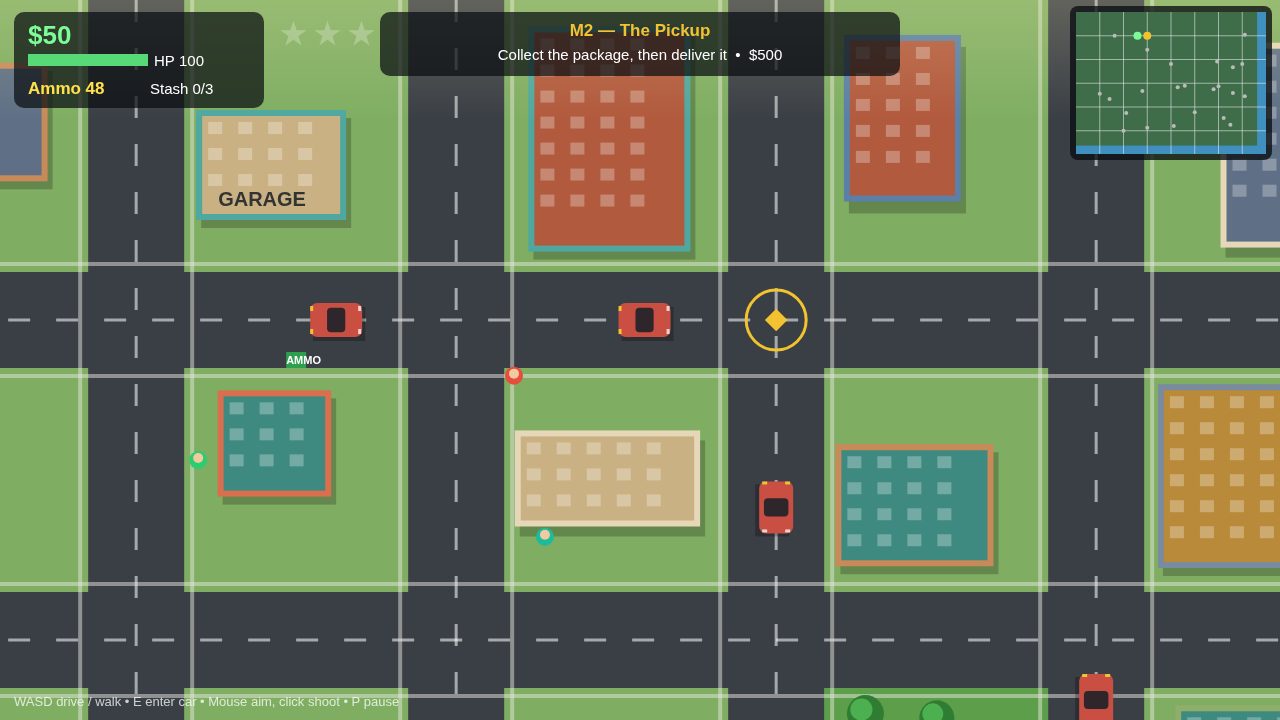 $50
HP 100
Ammo 48
Stash 0/3
M2 — The Pickup
Collect the package, then deliver it • $500
GARAGE
AMMO
WASD drive / walk • E enter car • Mouse aim, click shoot • P pause